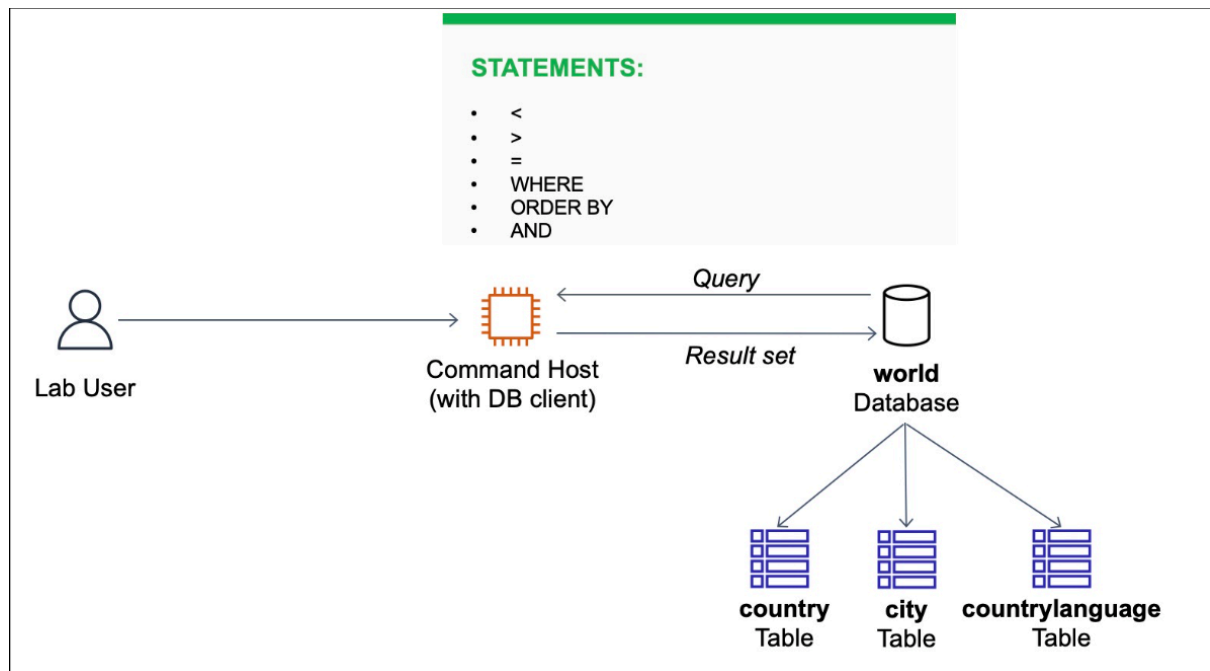 STATEMENTS:
• <
• >
• =
• WHERE
• ORDER BY
• AND
Query
Result set
Lab User
Command Host
(with DB client)
world
Database
country
Table
city
Table
countrylanguage
Table